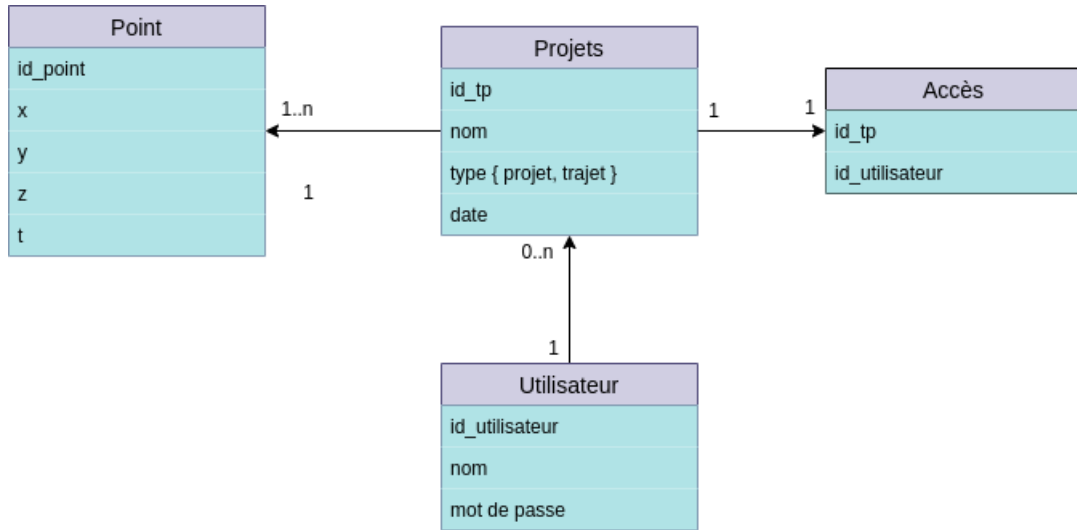 Point
id_point
x
y
z
t
1..n
1
Projets
id_tp
nom
type { projet, trajet }
date
1
1
Accès
id_tp
id_utilisateur
0..n
1
Utilisateur
id_utilisateur
nom
mot de passe